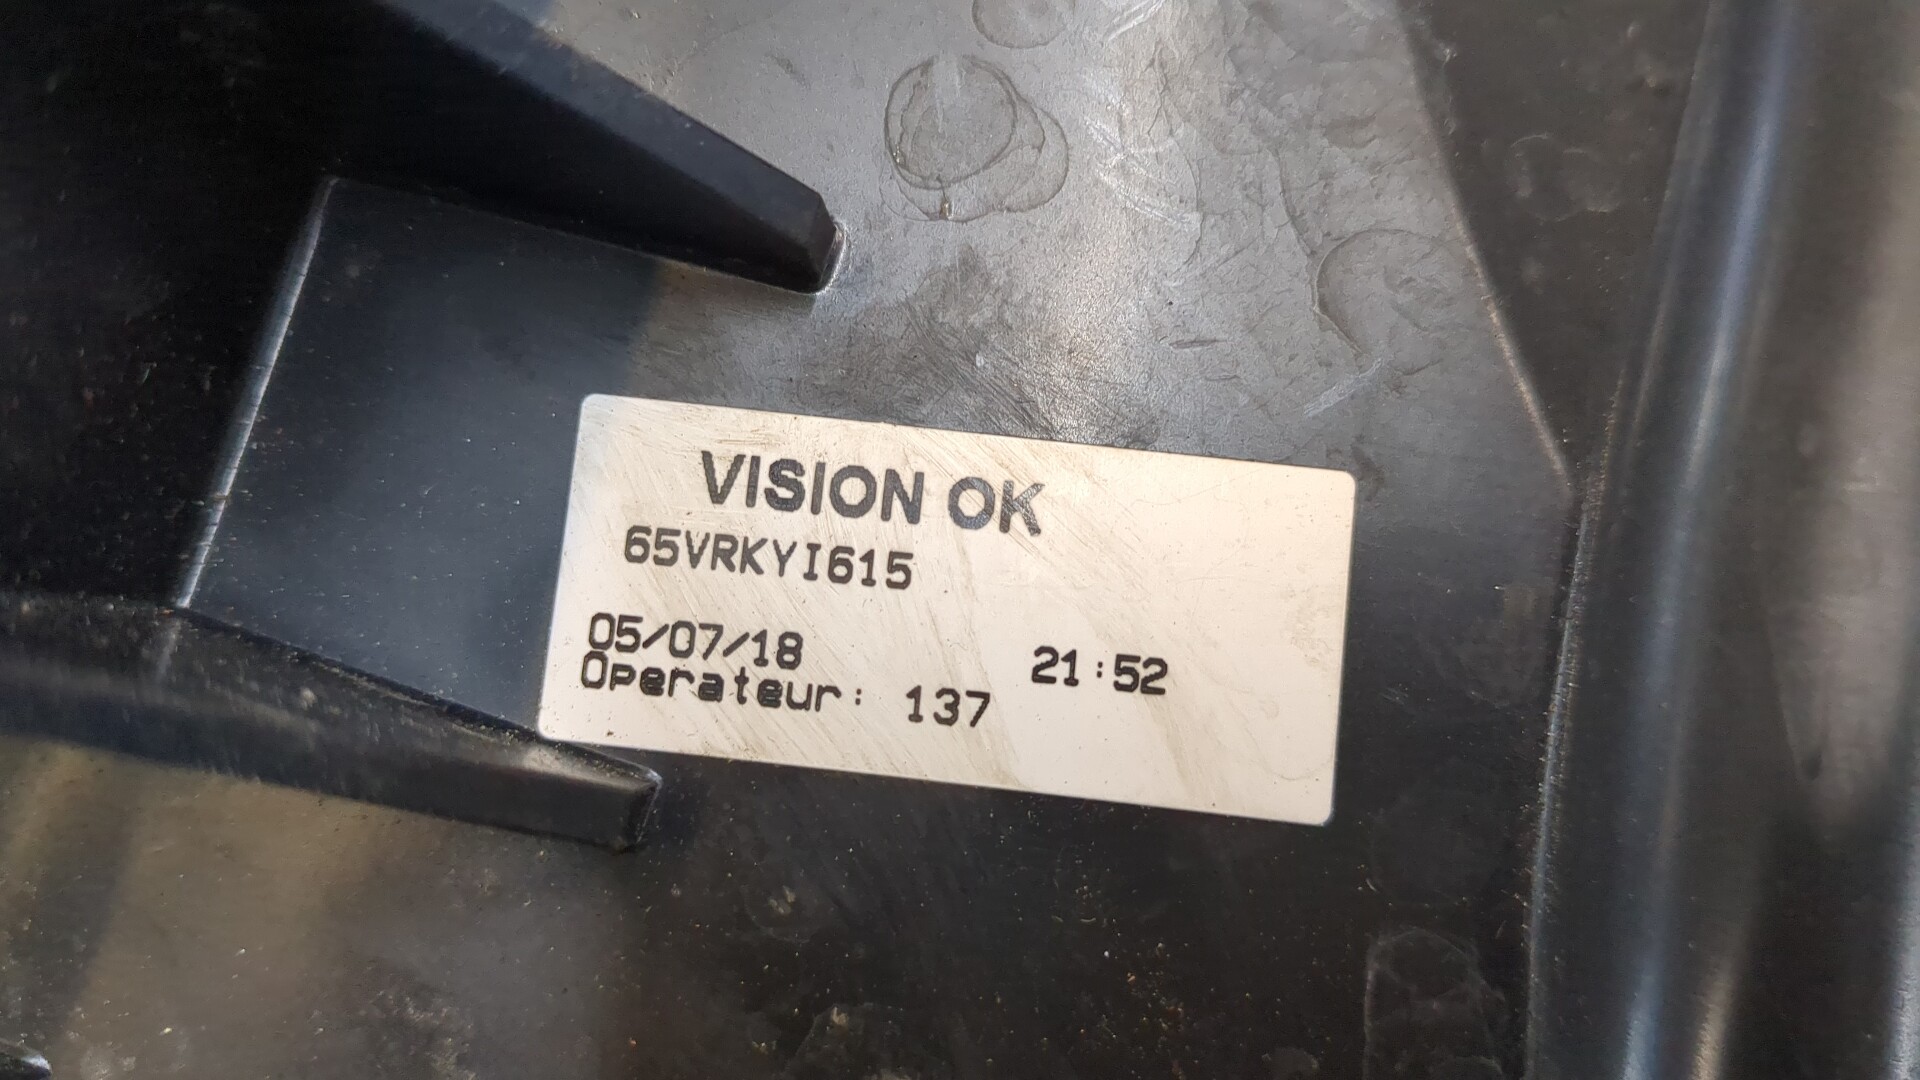 VISION OK
65VRKYI615
05/07/18 21:52
Operateur: 137